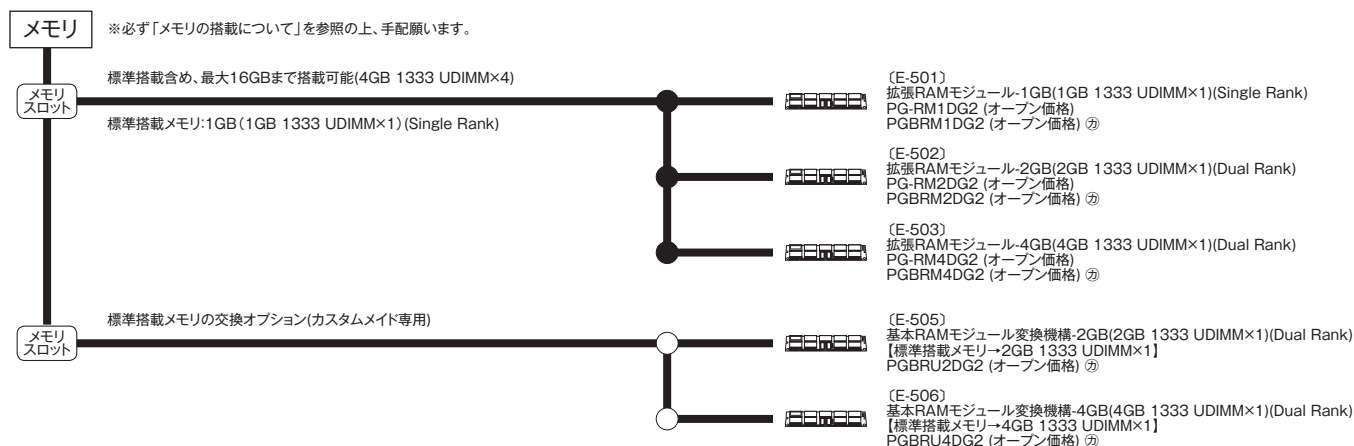 メモリ
※必ず「メモリの搭載について」を参照の上、手配願います。
標準搭載含め、最大16GBまで搭載可能(4GB 1333 UDIMM×4)
メモリ
スロット
標準搭載メモリ:1GB(1GB 1333 UDIMM×1)(Single Rank)
〔E-501〕
拡張RAMモジュール-1GB(1GB 1333 UDIMM×1)(Single Rank)
PG-RM1DG2 (オープン価格)
PGBRM1DG2 (オープン価格) ㋕
〔E-502〕
拡張RAMモジュール-2GB(2GB 1333 UDIMM×1)(Dual Rank)
PG-RM2DG2 (オープン価格)
PGBRM2DG2 (オープン価格) ㋕
〔E-503〕
拡張RAMモジュール-4GB(4GB 1333 UDIMM×1)(Dual Rank)
PG-RM4DG2 (オープン価格)
PGBRM4DG2 (オープン価格) ㋕
標準搭載メモリの交換オプション(カスタムメイド専用)
メモリ
スロット
〔E-505〕
基本RAMモジュール変換機構-2GB(2GB 1333 UDIMM×1)(Dual Rank)
【標準搭載メモリ→2GB 1333 UDIMM×1】
PGBRU2DG2 (オープン価格) ㋕
〔E-506〕
基本RAMモジュール変換機構-4GB(4GB 1333 UDIMM×1)(Dual Rank)
【標準搭載メモリ→4GB 1333 UDIMM×1】
PGBRU4DG2 (オープン価格) ㋕